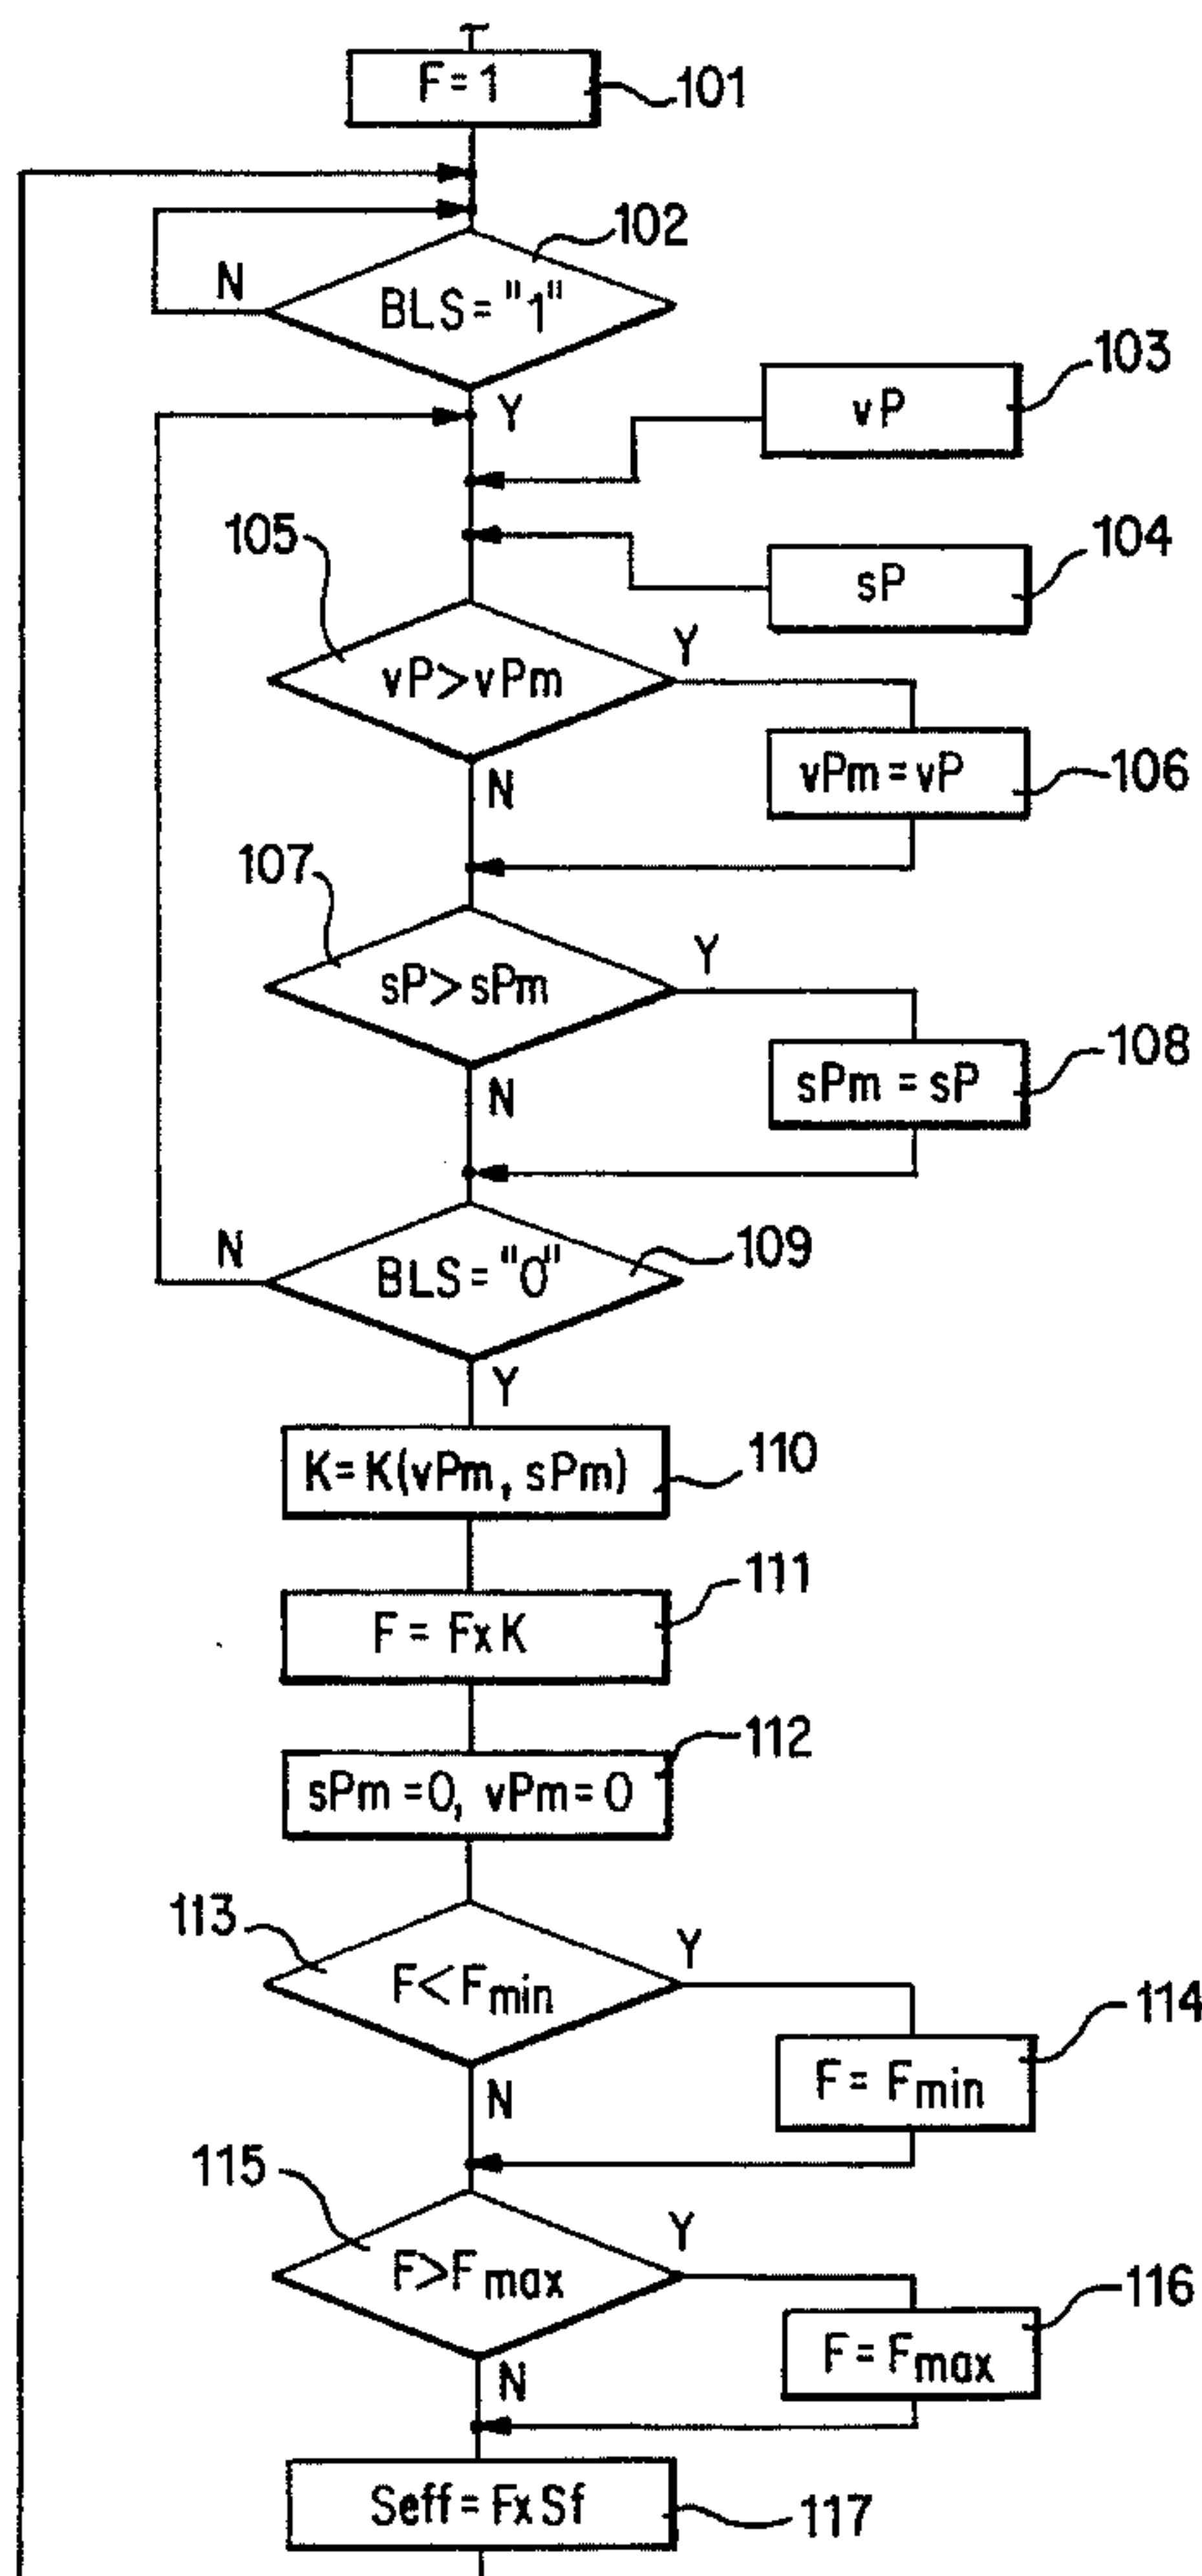 F = 1
101
102
N
BLS = "1"
Y
103
vP
104
sP
105
vP > vPm
Y
N
vPm = vP
106
107
sP > sPm
Y
N
sPm = sP
108
N
BLS = "0"
109
Y
K = K(vPm, sPm)
110
F = F x K
111
sPm = 0, vPm = 0
112
113
F < Fmin
Y
N
F = Fmin
114
115
F > Fmax
Y
N
F = Fmax
116
Seff = F x Sf
117